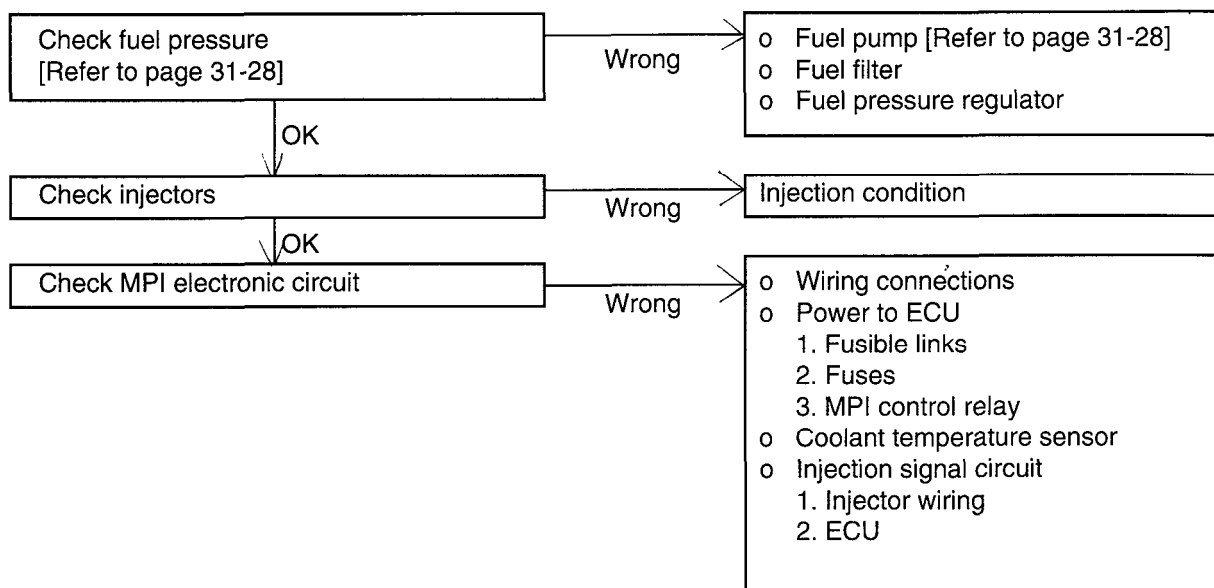 Check fuel pressure
[Refer to page 31-28]
Wrong
o Fuel pump [Refer to page 31-28]
o Fuel filter
o Fuel pressure regulator
OK
Check injectors
Wrong
Injection condition
OK
Check MPI electronic circuit
Wrong
o Wiring connections
o Power to ECU
1. Fusible links
2. Fuses
3. MPI control relay
o Coolant temperature sensor
o Injection signal circuit
1. Injector wiring
2. ECU